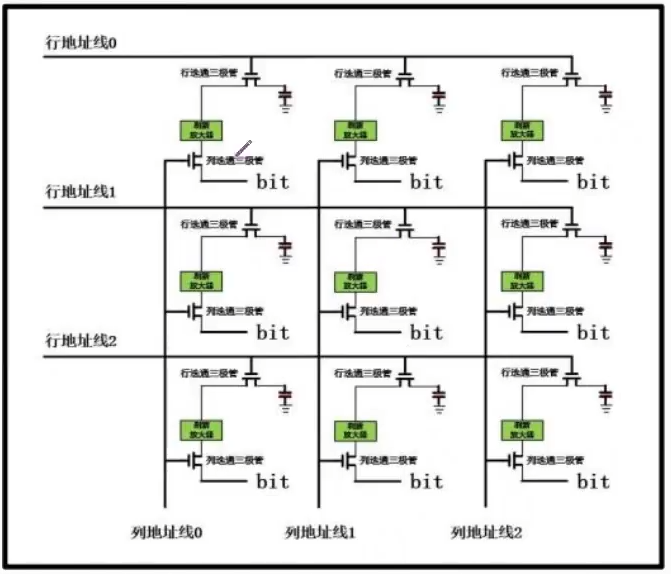 行地址线0
行选通三极管 行选通三极管 行选通三极管
刷新 刷新 刷新
放大器 放大器 放大器
列选通三极管 列选通三极管 列选通三极管
bit bit bit
行地址线1
行选通三极管 行选通三极管 行选通三极管
刷新 刷新 刷新
放大器 放大器 放大器
列选通三极管 列选通三极管 列选通三极管
bit bit bit
行地址线2
行选通三极管 行选通三极管 行选通三极管
刷新 刷新 刷新
放大器 放大器 放大器
列选通三极管 列选通三极管 列选通三极管
bit bit bit
列地址线0 列地址线1 列地址线2